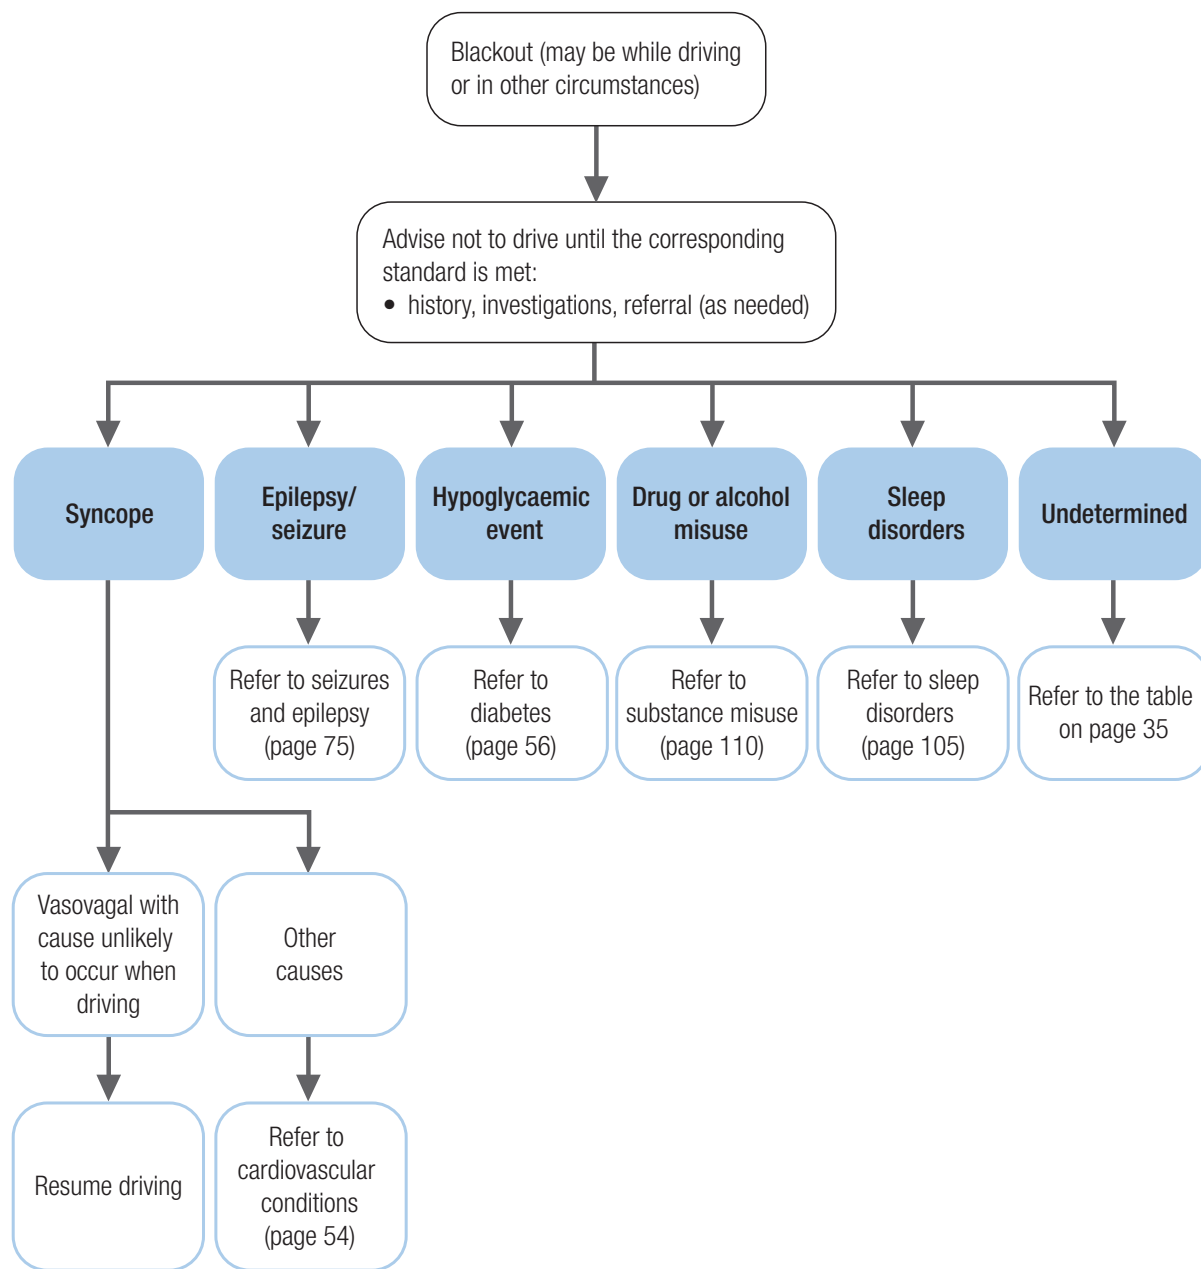 Blackout (may be while driving
or in other circumstances)
Advise not to drive until the corresponding
standard is met:
• history, investigations, referral (as needed)
Syncope
Epilepsy/
seizure
Hypoglycaemic
event
Drug or alcohol
misuse
Sleep
disorders
Undetermined
Refer to seizures
and epilepsy
(page 75)
Refer to
diabetes
(page 56)
Refer to
substance misuse
(page 110)
Refer to sleep
disorders
(page 105)
Refer to the table
on page 35
Vasovagal with
cause unlikely
to occur when
driving
Other
causes
Resume driving
Refer to
cardiovascular
conditions
(page 54)